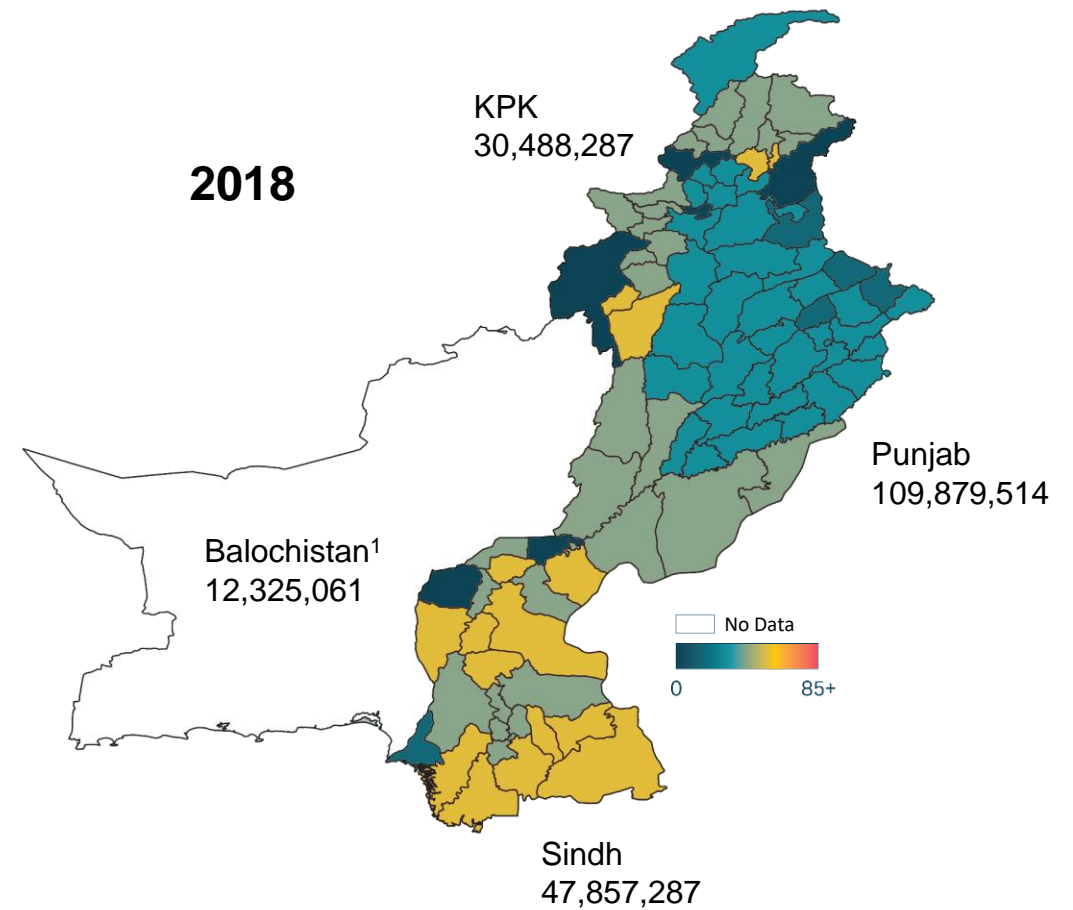 KPK
30,488,287
2018
Punjab
109,879,514
Balochistan¹
12,325,061
No Data
0 85+
Sindh
47,857,287